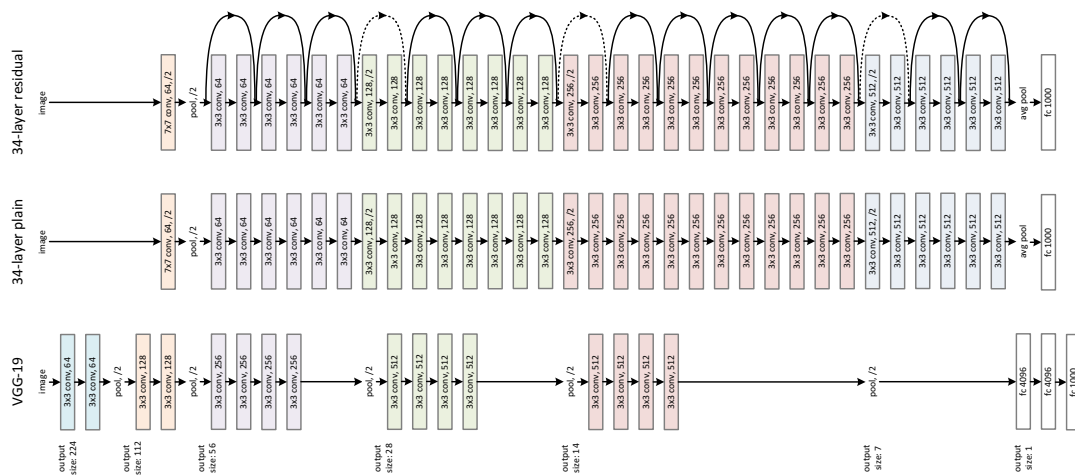 output
size: 224
output
size: 112
output
size: 56
output
size: 28
output
size: 14
output
size: 7
output
size: 1
VGG-19
image
3x3 conv, 64
3x3 conv, 64
pool, /2
3x3 conv, 128
3x3 conv, 128
pool, /2
3x3 conv, 256
3x3 conv, 256
3x3 conv, 256
3x3 conv, 256
pool, /2
3x3 conv, 512
3x3 conv, 512
3x3 conv, 512
3x3 conv, 512
pool, /2
3x3 conv, 512
3x3 conv, 512
3x3 conv, 512
3x3 conv, 512
pool, /2
fc 4096
fc 4096
fc 1000
34-layer plain
image
7x7 conv, 64, /2
pool, /2
3x3 conv, 64
3x3 conv, 64
3x3 conv, 64
3x3 conv, 64
3x3 conv, 64
3x3 conv, 64
3x3 conv, 128, /2
3x3 conv, 128
3x3 conv, 128
3x3 conv, 128
3x3 conv, 128
3x3 conv, 128
3x3 conv, 128
3x3 conv, 128
3x3 conv, 256, /2
3x3 conv, 256
3x3 conv, 256
3x3 conv, 256
3x3 conv, 256
3x3 conv, 256
3x3 conv, 256
3x3 conv, 256
3x3 conv, 256
3x3 conv, 256
3x3 conv, 256
3x3 conv, 256
3x3 conv, 512, /2
3x3 conv, 512
3x3 conv, 512
3x3 conv, 512
3x3 conv, 512
3x3 conv, 512
avg pool
fc 1000
34-layer residual
image
7x7 conv, 64, /2
pool, /2
3x3 conv, 64
3x3 conv, 64
3x3 conv, 64
3x3 conv, 64
3x3 conv, 64
3x3 conv, 64
3x3 conv, 128, /2
3x3 conv, 128
3x3 conv, 128
3x3 conv, 128
3x3 conv, 128
3x3 conv, 128
3x3 conv, 128
3x3 conv, 128
3x3 conv, 256, /2
3x3 conv, 256
3x3 conv, 256
3x3 conv, 256
3x3 conv, 256
3x3 conv, 256
3x3 conv, 256
3x3 conv, 256
3x3 conv, 256
3x3 conv, 256
3x3 conv, 256
3x3 conv, 256
3x3 conv, 512, /2
3x3 conv, 512
3x3 conv, 512
3x3 conv, 512
3x3 conv, 512
3x3 conv, 512
avg pool
fc 1000